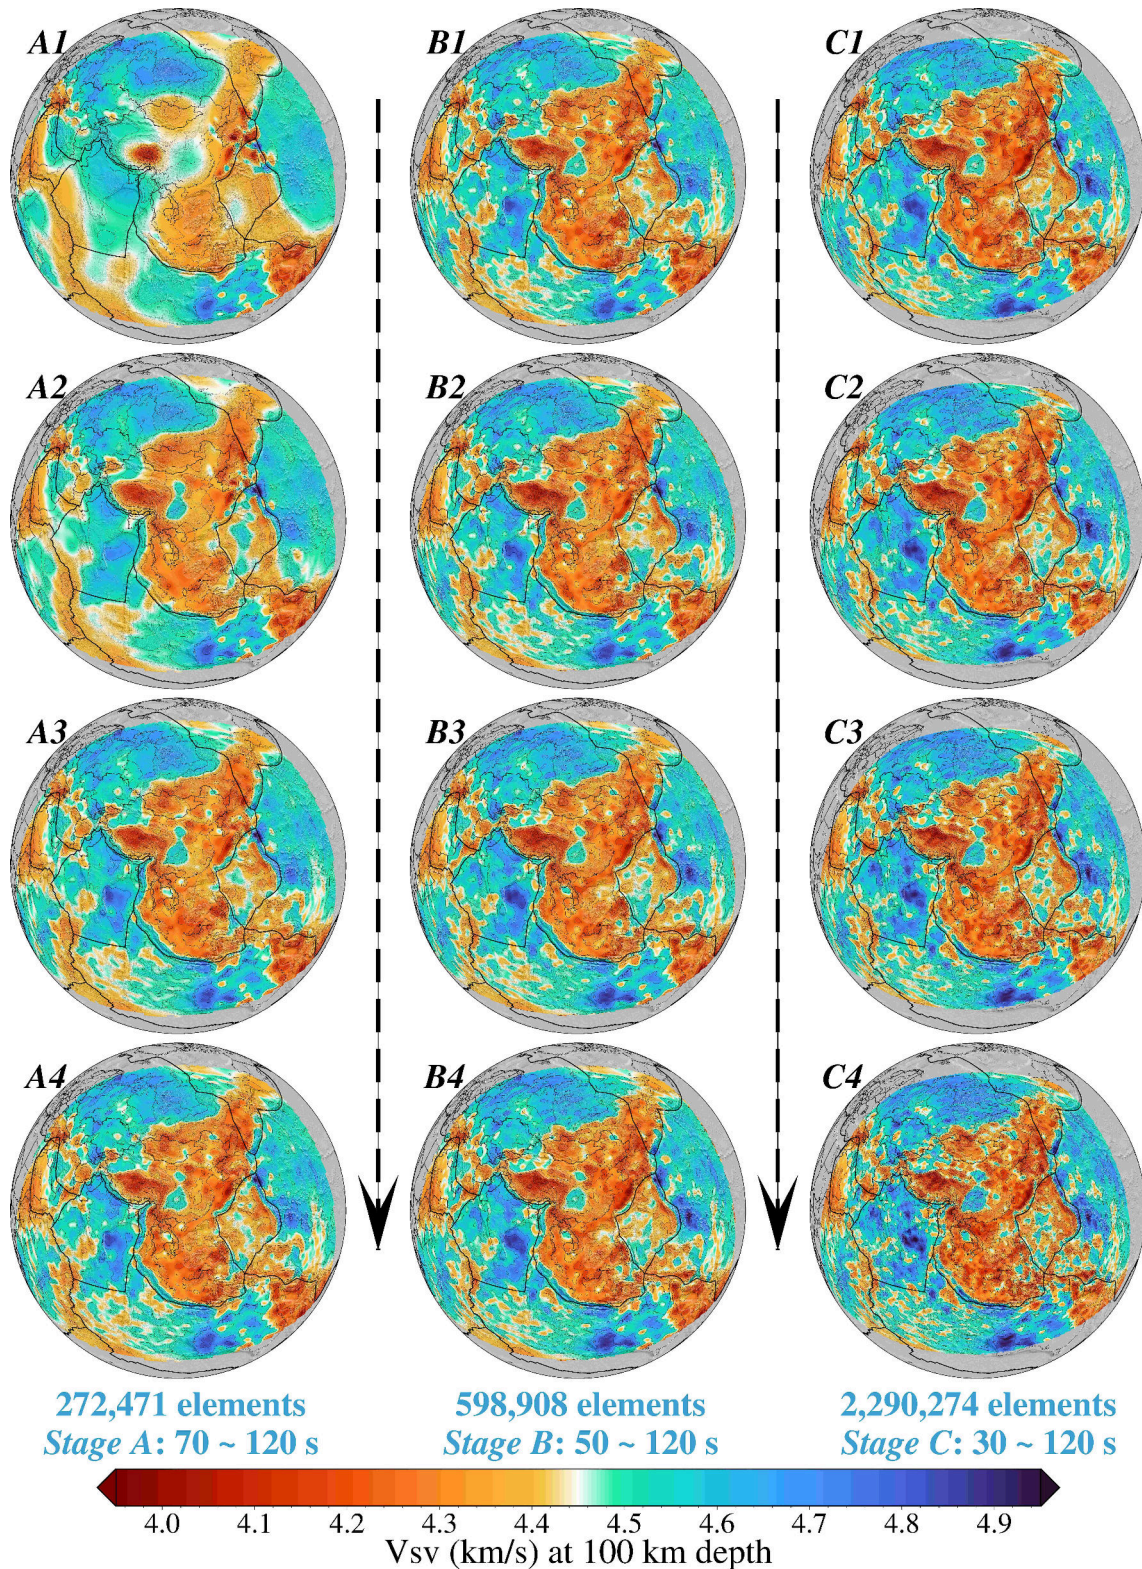 A1 B1 C1
A2 B2 C2
A3 B3 C3
A4 B4 C4
272,471 elements 598,908 elements 2,290,274 elements
Stage A: 70 ~ 120 s Stage B: 50 ~ 120 s Stage C: 30 ~ 120 s
4.0 4.1 4.2 4.3 4.4 4.5 4.6 4.7 4.8 4.9
Vsv (km/s) at 100 km depth